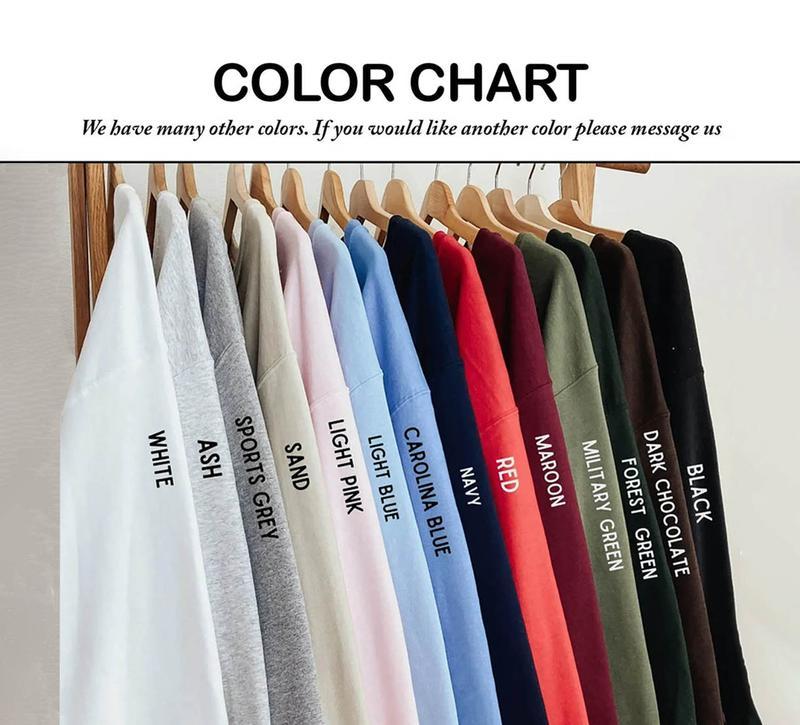 COLOR CHART
We have many other colors. If you would like another color please message us
WHITE
ASH
SPORTS GREY
SAND
LIGHT PINK
LIGHT BLUE
CAROLINA BLUE
NAVY
RED
MAROON
MILITARY GREEN
FOREST GREEN
DARK CHOCOLATE
BLACK